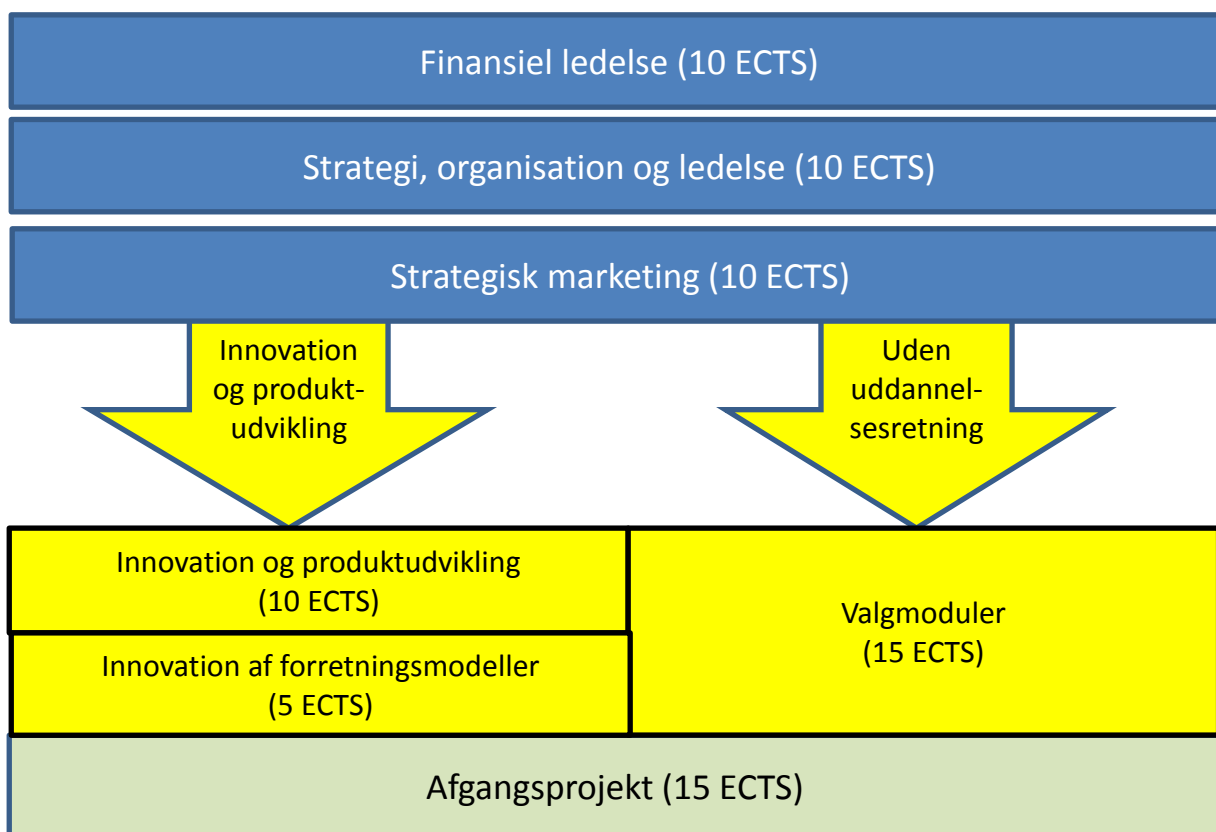 Finansiel ledelse (10 ECTS)
Strategi, organisation og ledelse (10 ECTS)
Strategisk marketing (10 ECTS)
Innovation
og produkt-
udvikling
Uden
uddannel-
sesretning
Innovation og produktudvikling
(10 ECTS)
Innovation af forretningsmodeller
(5 ECTS)
Valgmoduler
(15 ECTS)
Afgangsprojekt (15 ECTS)